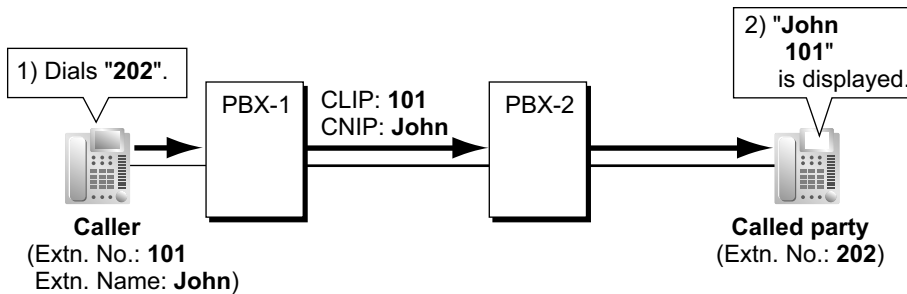 1) Dials "202".
2) "John
101"
is displayed.
PBX-1
CLIP: 101
CNIP: John
PBX-2
Caller
(Extn. No.: 101
Extn. Name: John)
Called party
(Extn. No.: 202)